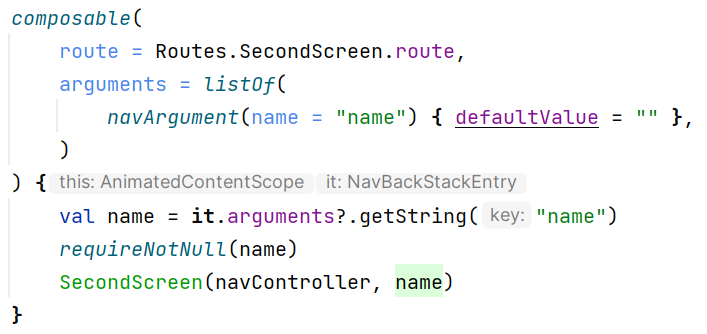 composable(
    route = Routes.SecondScreen.route,
    arguments = listOf(
        navArgument(name = "name") { defaultValue = "" },
    )
) { this: AnimatedContentScope it: NavBackStackEntry
    val name = it.arguments?.getString( key: "name")
    requireNotNull(name)
    SecondScreen(navController, name)
}